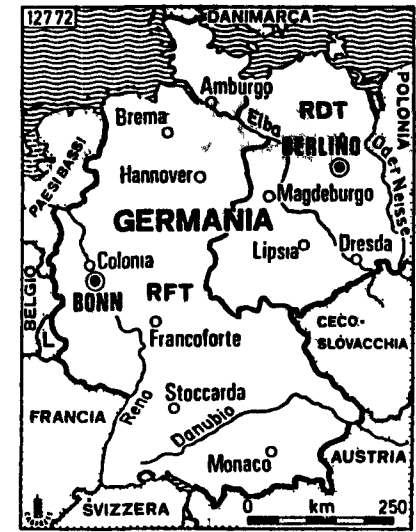 12772
DANIMARCA
Amburgo
Brema
Elba
RDT
POLONIA
BERLINO
PAESI BASSI
Hannover
Oder Neisse
Magdeburgo
GERMANIA
Lipsia
Dresda
Colonia
BELGIO
BONN
RFT
L
Francoforte
CECO-
SLOVACCHIA
Stoccarda
FRANCIA
Reno
Danubio
Monaco
AUSTRIA
SVIZZERA
0 km 250